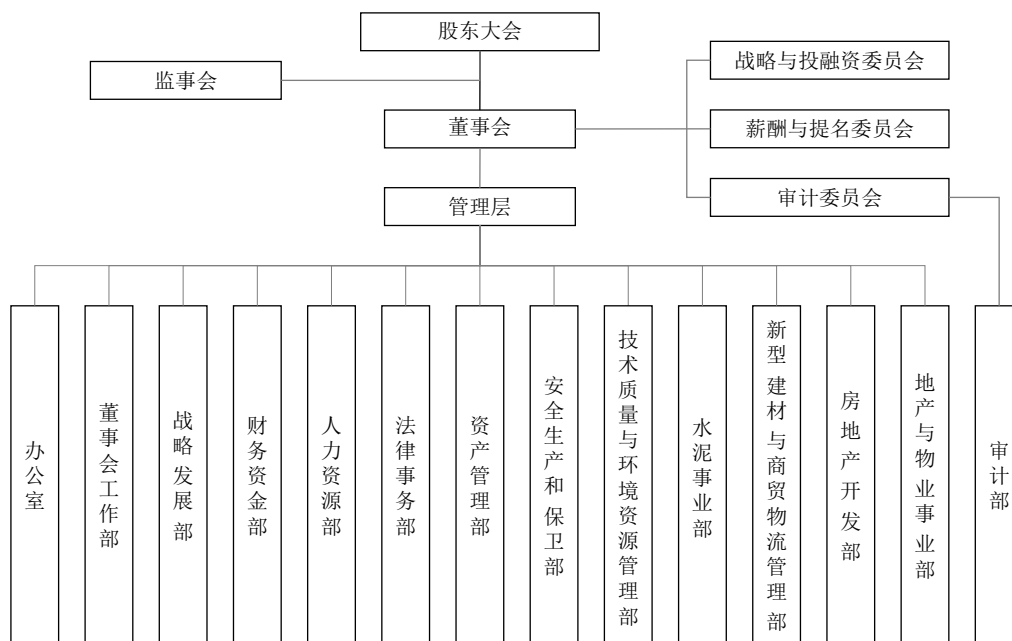 股东大会
监事会
战略与投融资委员会
董事会
薪酬与提名委员会
管理层
审计委员会
办公室
董事会工作部
战略发展部
财务资金部
人力资源部
法律事务部
资产管理部
安全生产和保卫部
技术质量与环境资源管理部
水泥事业部
新型建材与商贸物流管理部
房地产开发部
地产与物业事业部
审计部